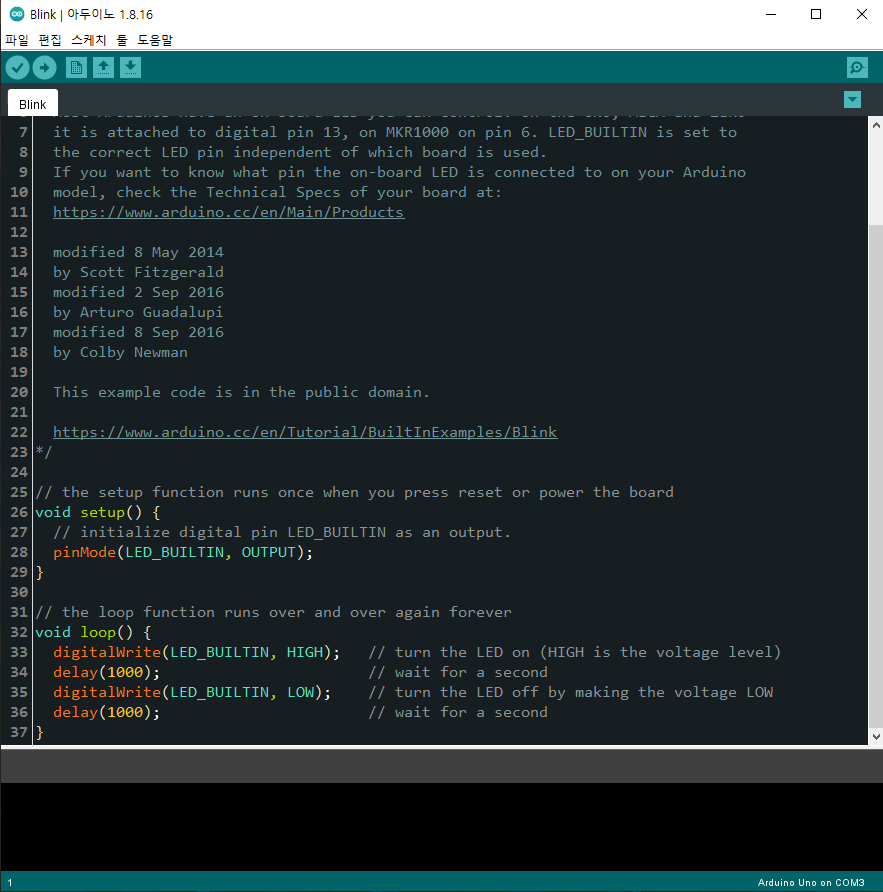 Blink | 아두이노 1.8.16
파일 편집 스케치 툴 도움말
Blink
7 it is attached to digital pin 13, on MKR1000 on pin 6. LED_BUILTIN is set to
8 the correct LED pin independent of which board is used.
9 If you want to know what pin the on-board LED is connected to on your Arduino
10 model, check the Technical Specs of your board at:
11 https://www.arduino.cc/en/Main/Products
12
13 modified 8 May 2014
14 by Scott Fitzgerald
15 modified 2 Sep 2016
16 by Arturo Guadalupi
17 modified 8 Sep 2016
18 by Colby Newman
19
20 This example code is in the public domain.
21
22 https://www.arduino.cc/en/Tutorial/BuiltInExamples/Blink
23 */
24
25 // the setup function runs once when you press reset or power the board
26 void setup() {
27 // initialize digital pin LED_BUILTIN as an output.
28 pinMode(LED_BUILTIN, OUTPUT);
29 }
30
31 // the loop function runs over and over again forever
32 void loop() {
33 digitalWrite(LED_BUILTIN, HIGH); // turn the LED on (HIGH is the voltage level)
34 delay(1000); // wait for a second
35 digitalWrite(LED_BUILTIN, LOW); // turn the LED off by making the voltage LOW
36 delay(1000); // wait for a second
37 }
1 Arduino Uno on COM3